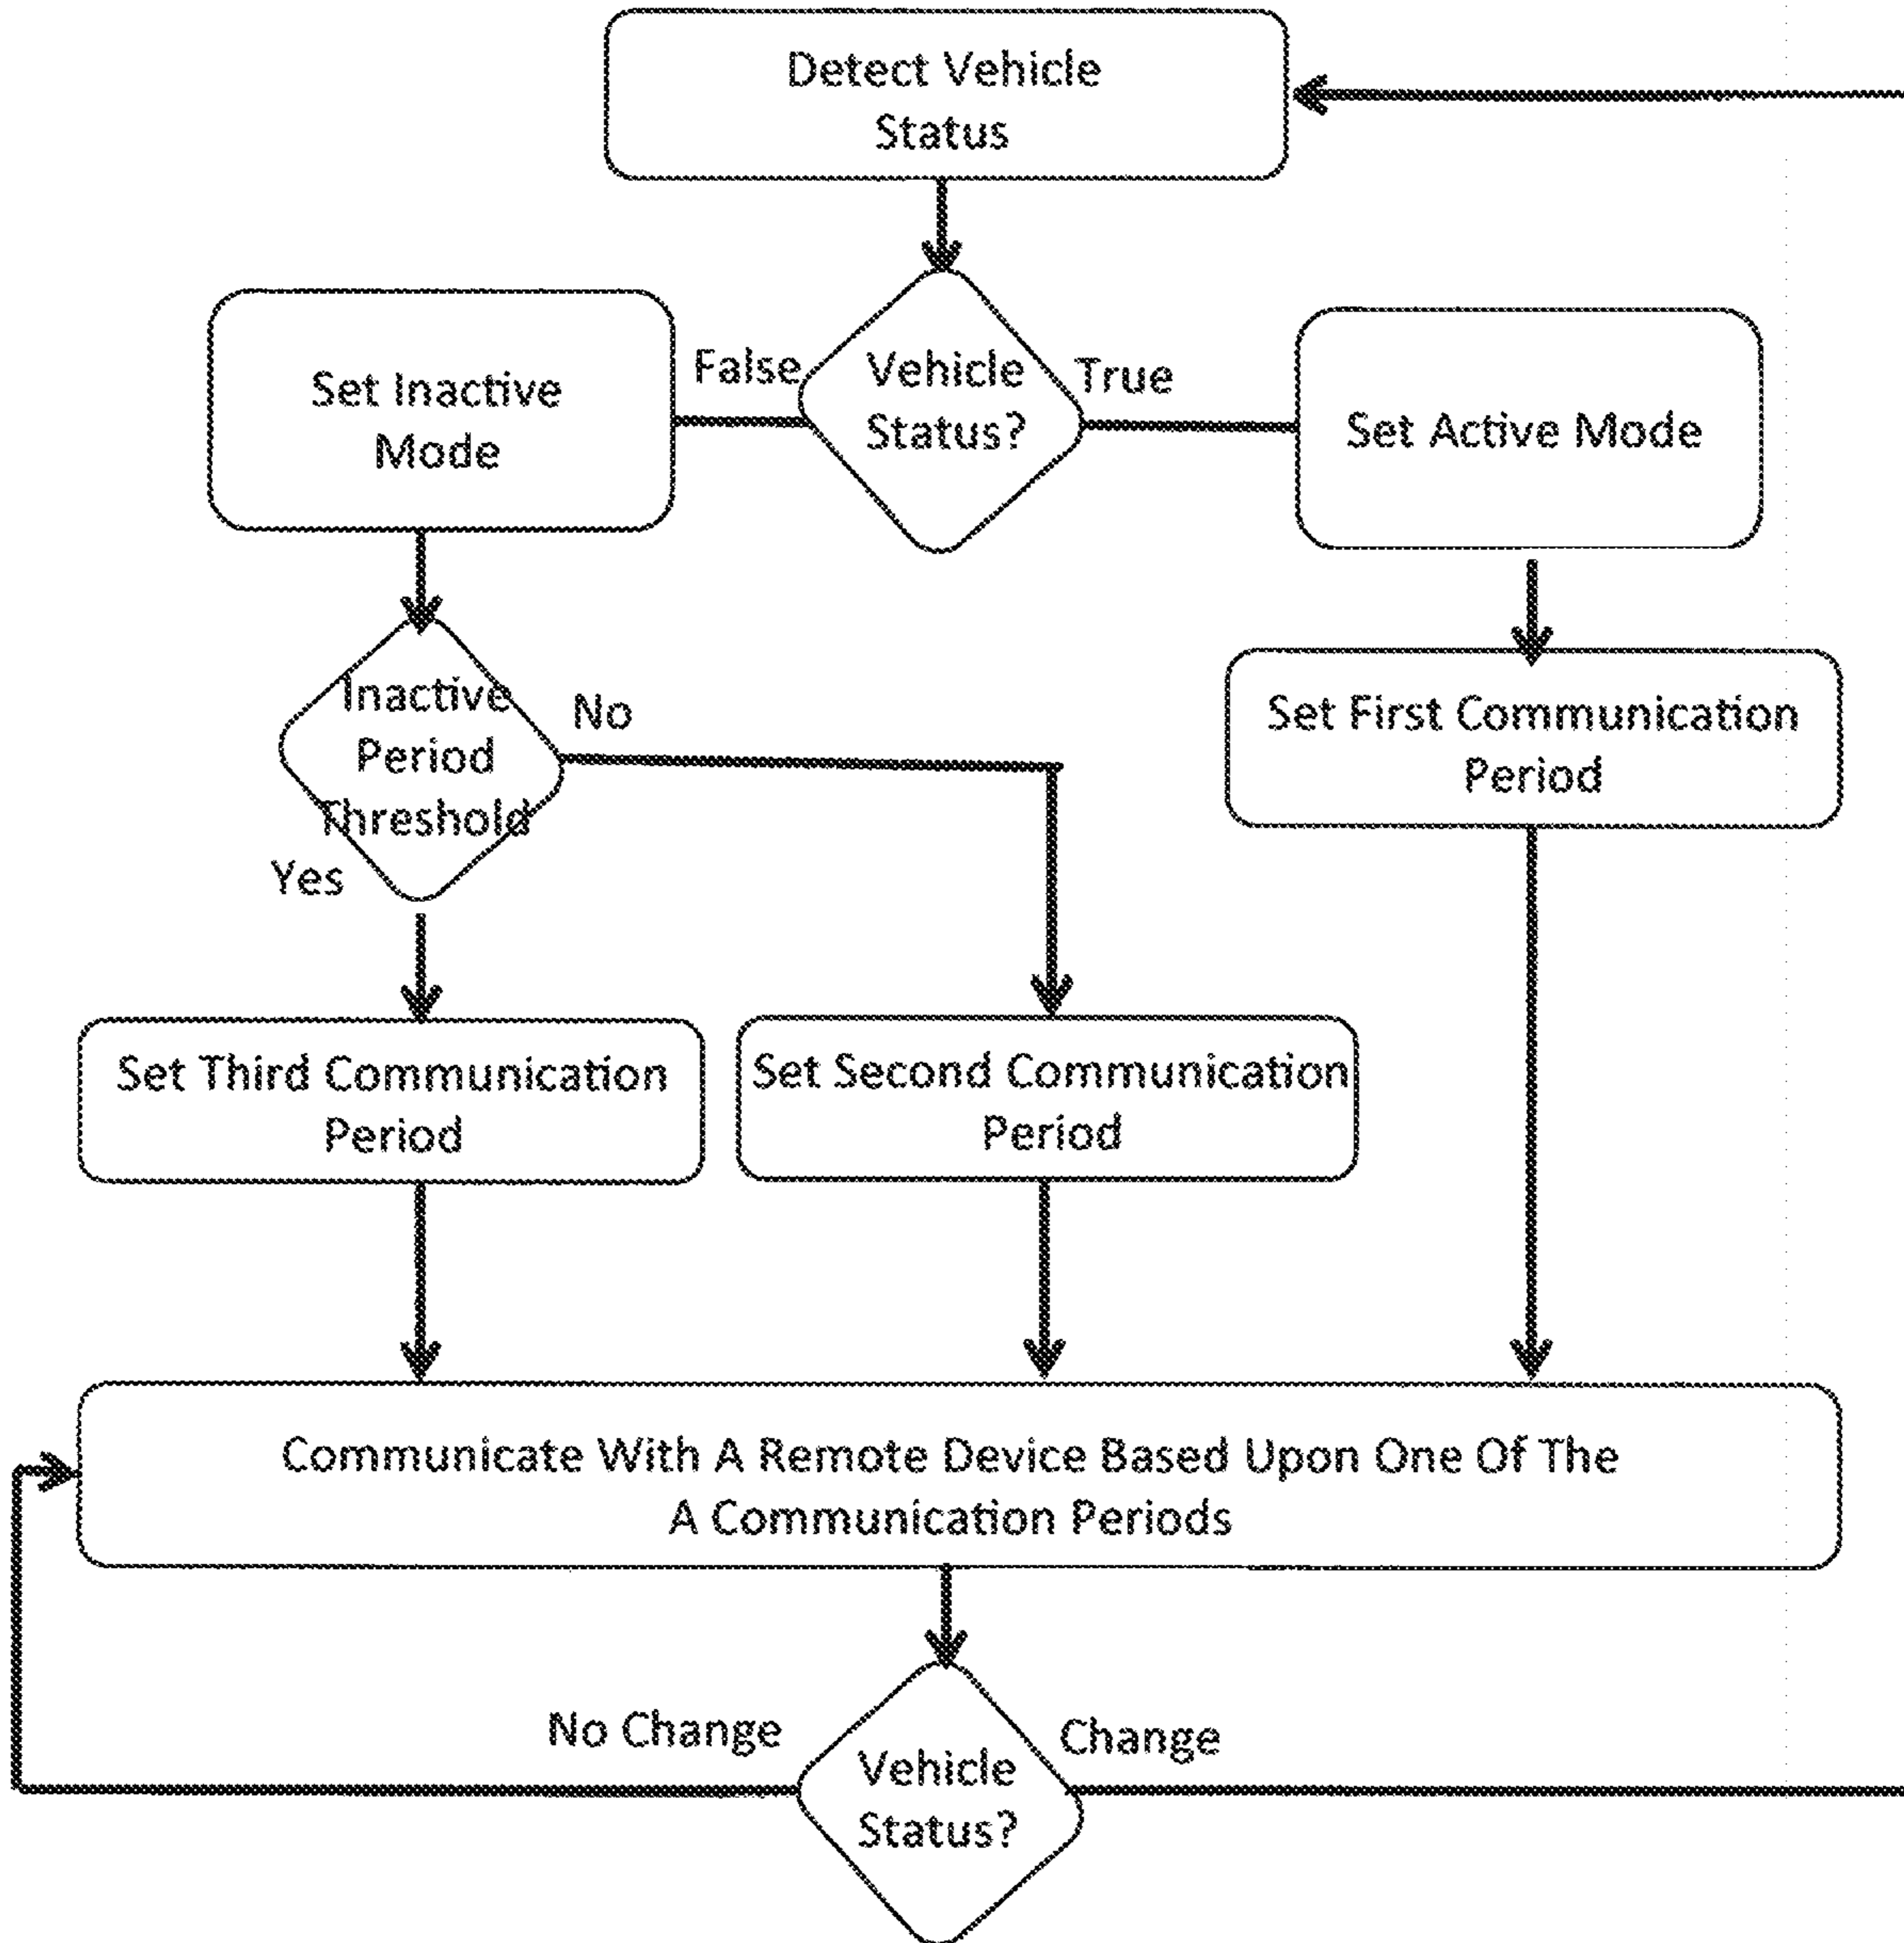 Detect Vehicle
Status
False
Vehicle
Status?
True
Set Inactive
Mode
Set Active Mode
Inactive
Period
Threshold
No
Yes
Set First Communication
Period
Set Third Communication
Period
Set Second Communication
Period
Communicate With A Remote Device Based Upon One Of The
A Communication Periods
No Change
Change
Vehicle
Status?